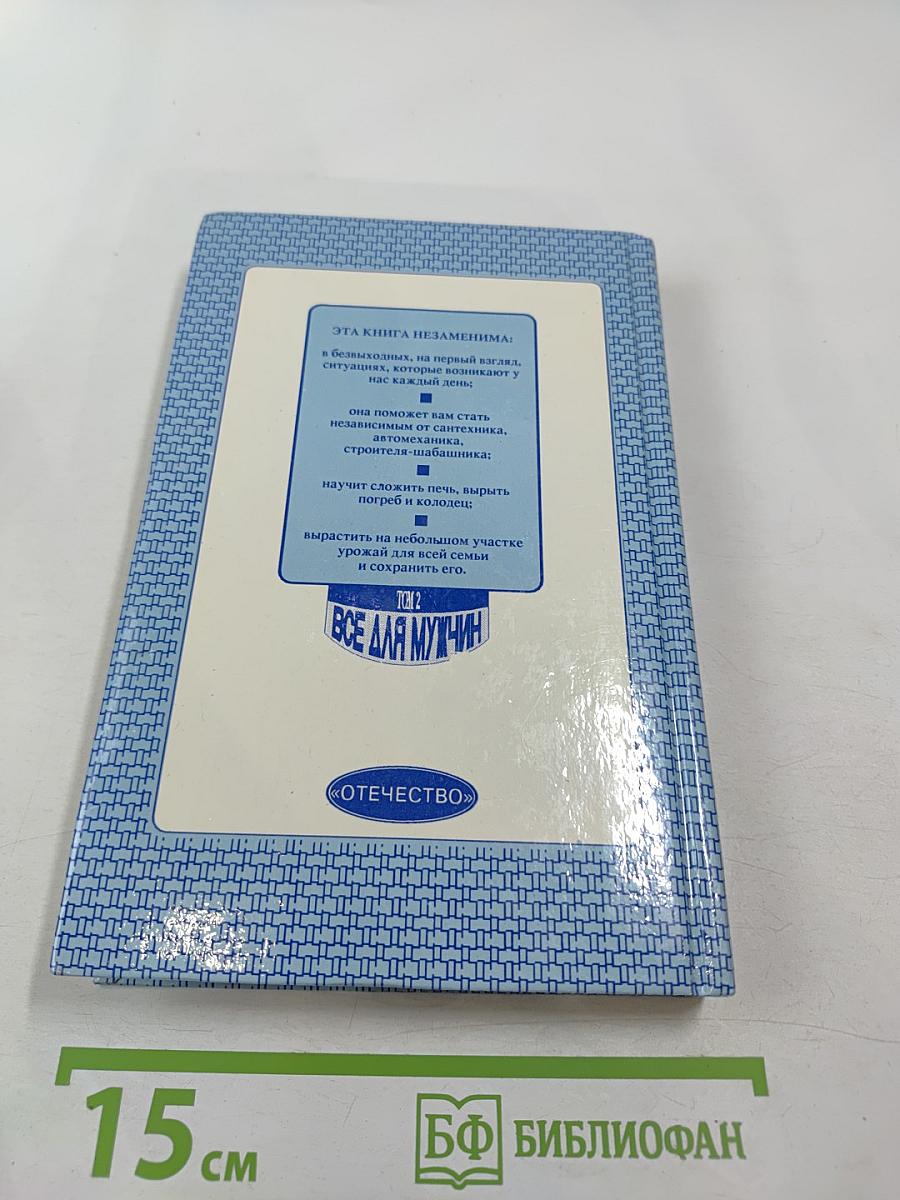 ЭТА КНИГА НЕЗАМЕНИМА:
в безвыходных, на первый взгляд,
ситуациях, которые возникают у
нас каждый день;
она поможет вам стать
независимым от сантехника,
автомеханика,
строителя-шабашника;
научит сложить печь, вырыть
погреб и колодец;
вырастить на небольшом участке
урожай для всей семьи
и сохранить его.
ТОМ 2
ВСЕ ДЛЯ МУЖЧИН
«ОТЕЧЕСТВО»
15 см
БФ БИБЛИОФАН